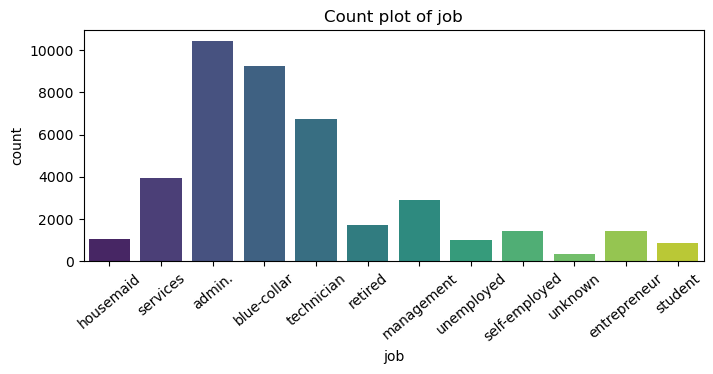 Count plot of job
count
10000
8000
6000
4000
2000
0
housemaid
services
admin.
blue-collar
technician
retired
management
unemployed
self-employed
unknown
entrepreneur
student
job